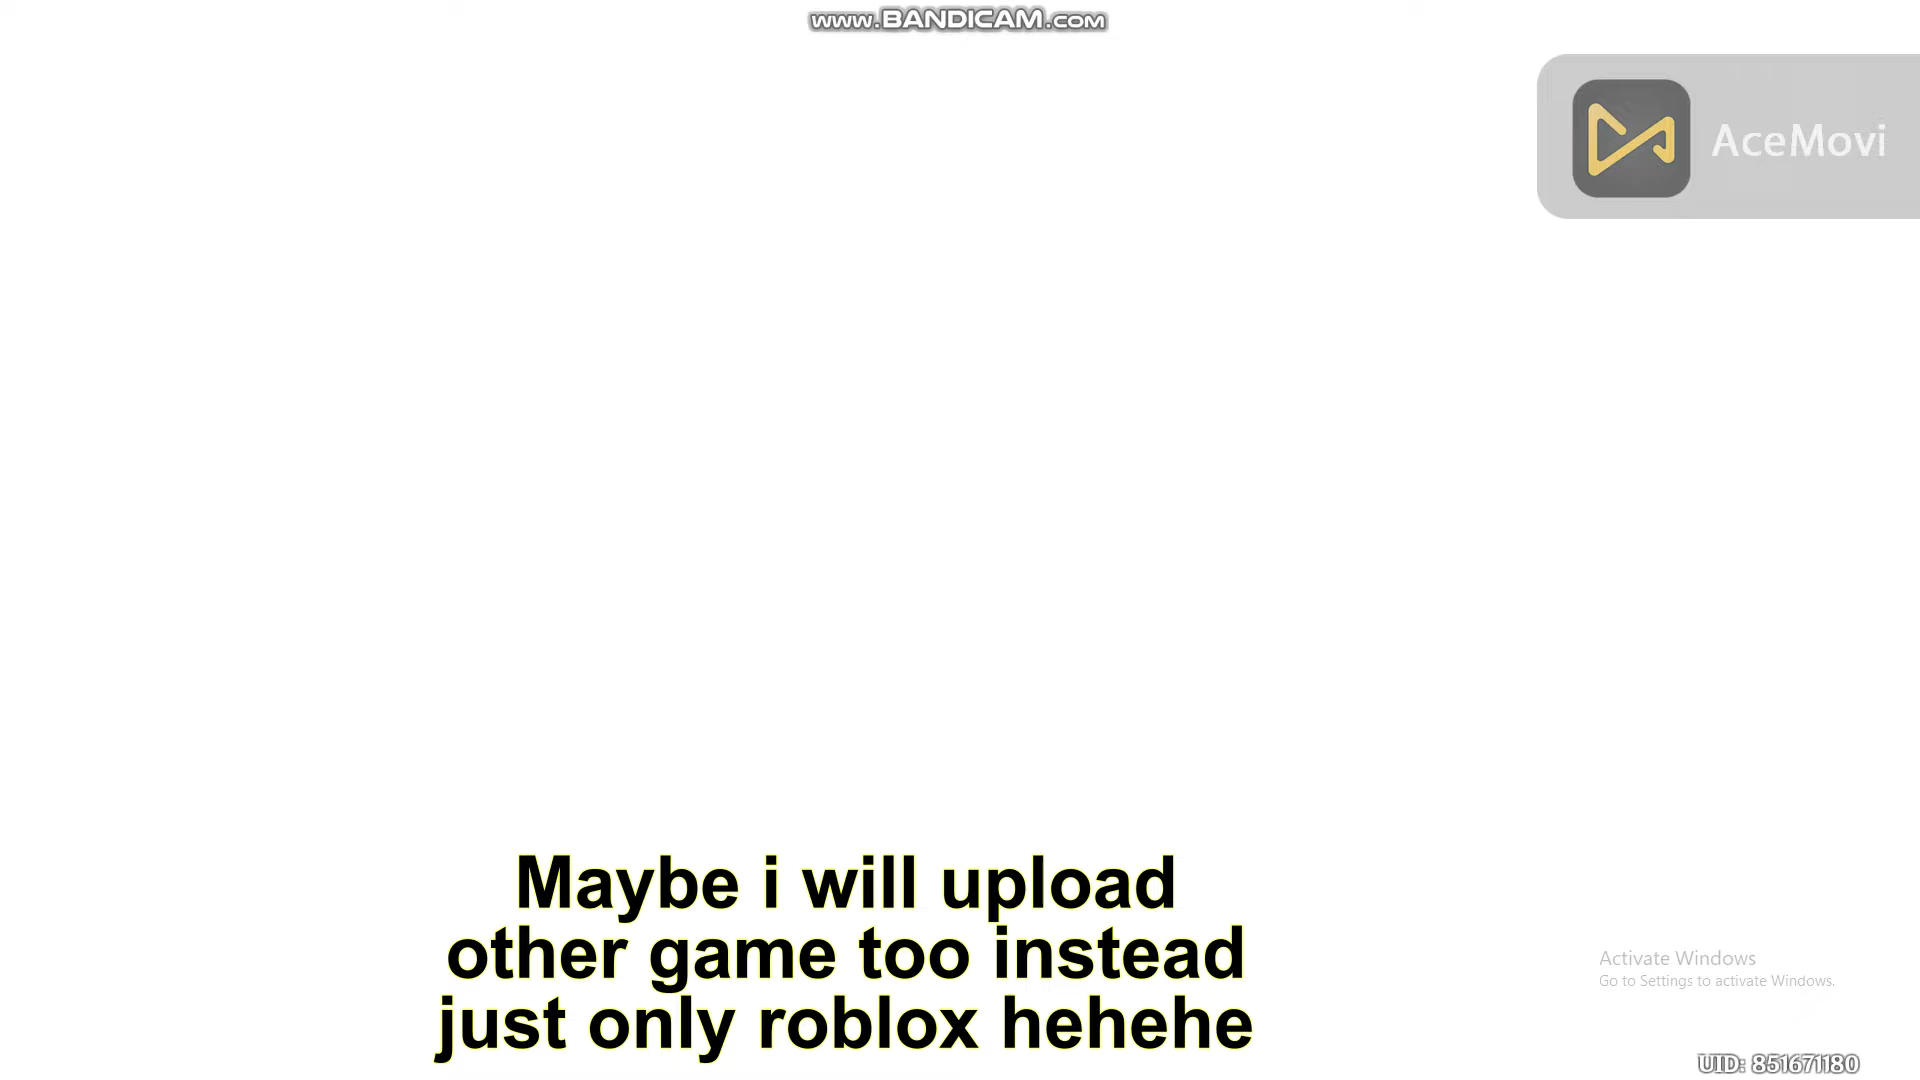 www.BANDICAM.COM
AceMovi
Maybe i will upload
other game too instead
just only roblox hehehe
Activate Windows
Go to Settings to activate Windows.
UID: 851671180